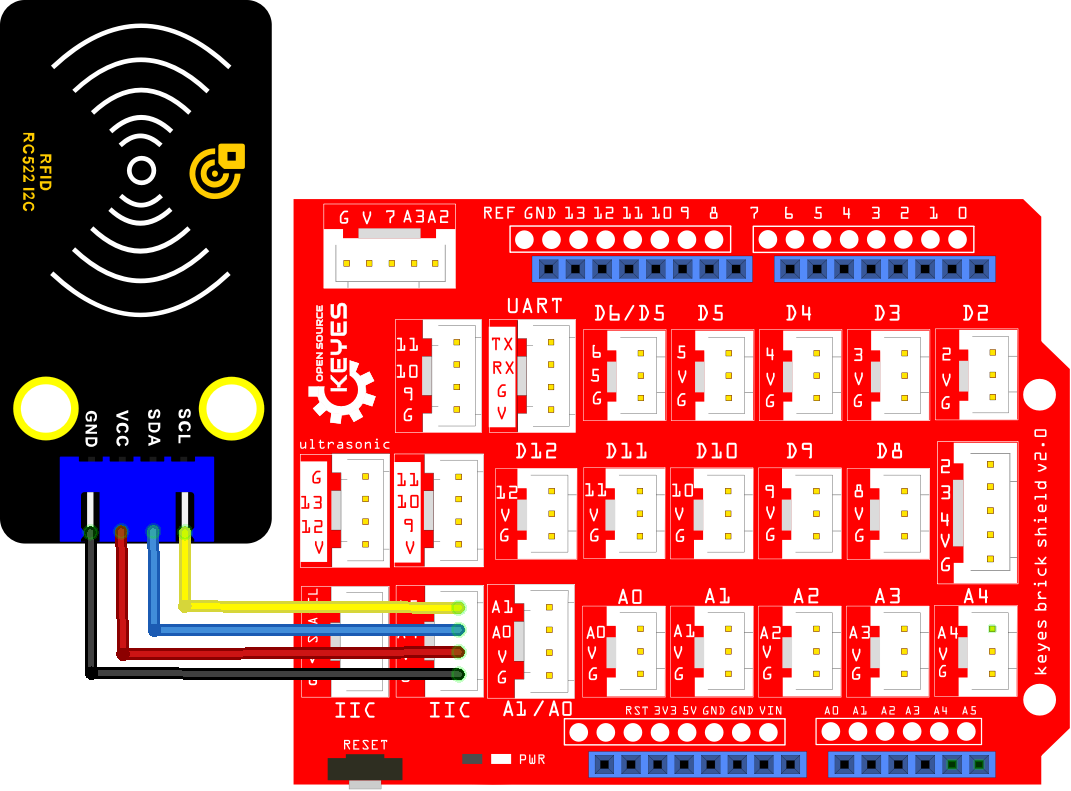 RFID
RC522 I2C
GND VCC SDA SCL
G V 7 A3 A2
REF GND 13 12 11 10 9 8 7 6 5 4 3 2 1 0
OPEN SOURCE
KEYES
UART
D6/D5 D5 D4 D3 D2
11
10
9
G
TX
RX
G
V
6
5
G
5
V
G
4
V
G
3
V
G
2
V
G
ultrasonic
D12 D11 D10 D9 D8
G
13
12
V
11
10
9
V
12
V
G
11
V
G
10
V
G
9
V
G
8
V
G
2
3
4
V
G
keyes brick shield v2.0
A0 A1 A2 A3 A4
A1
A0
V
G
A0
V
G
A1
V
G
A2
V
G
A3
V
G
A4
V
G
IIC IIC A1/A0
RST 3V3 5V GND GND VIN
A0 A1 A2 A3 A4 A5
RESET
PWR